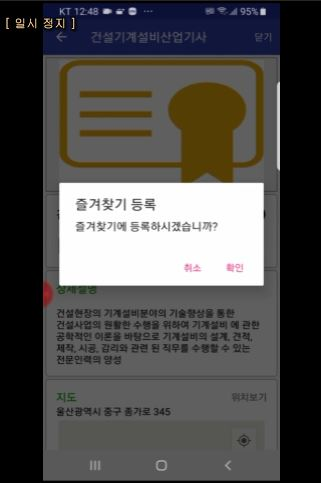 KT 12:48 ··· 95%
[ 일시 정지 ]
건설기계설비산업기사 닫기
즐겨찾기 등록
즐겨찾기에 등록하시겠습니까?
취소 확인
상세설명
건설현장의 기계설비분야의 기술향상을 통한
건설사업의 원활한 수행을 위하여 기계설비 에 관한
공학적인 이론을 바탕으로 기계설비의 설계, 견적,
제작, 시공, 감리와 관련 된 직무를 수행할 수 있는
전문인력의 양성
지도 위치보기
울산광역시 중구 종가로 345